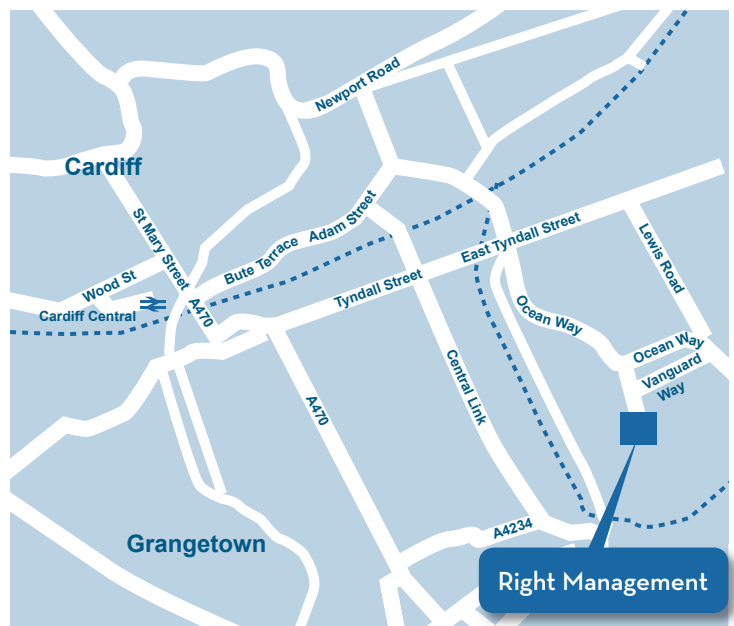 Newport Road
Cardiff
St Mary Street
Adam Street
Bute Terrace
East Tyndall Street
Lewis Road
Wood St
Tyndall Street
Cardiff Central
A470
Ocean Way
Ocean Way
Vanguard
Way
Central Link
A470
A4234
Grangetown
Right Management